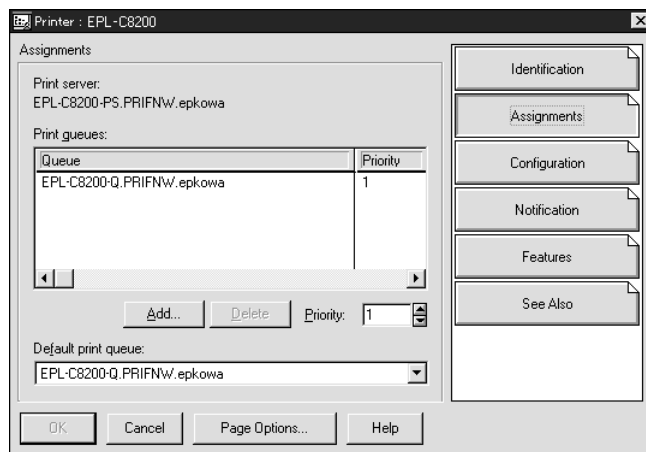 Printer : EPL-C8200
Assignments
Print server:
EPL-C8200-PS.PRIFNW.epkowa
Print queues:
Queue Priority
EPL-C8200-Q.PRIFNW.epkowa 1
Add... Delete Priority: 1
Default print queue:
EPL-C8200-Q.PRIFNW.epkowa
OK Cancel Page Options... Help
Identification
Assignments
Configuration
Notification
Features
See Also